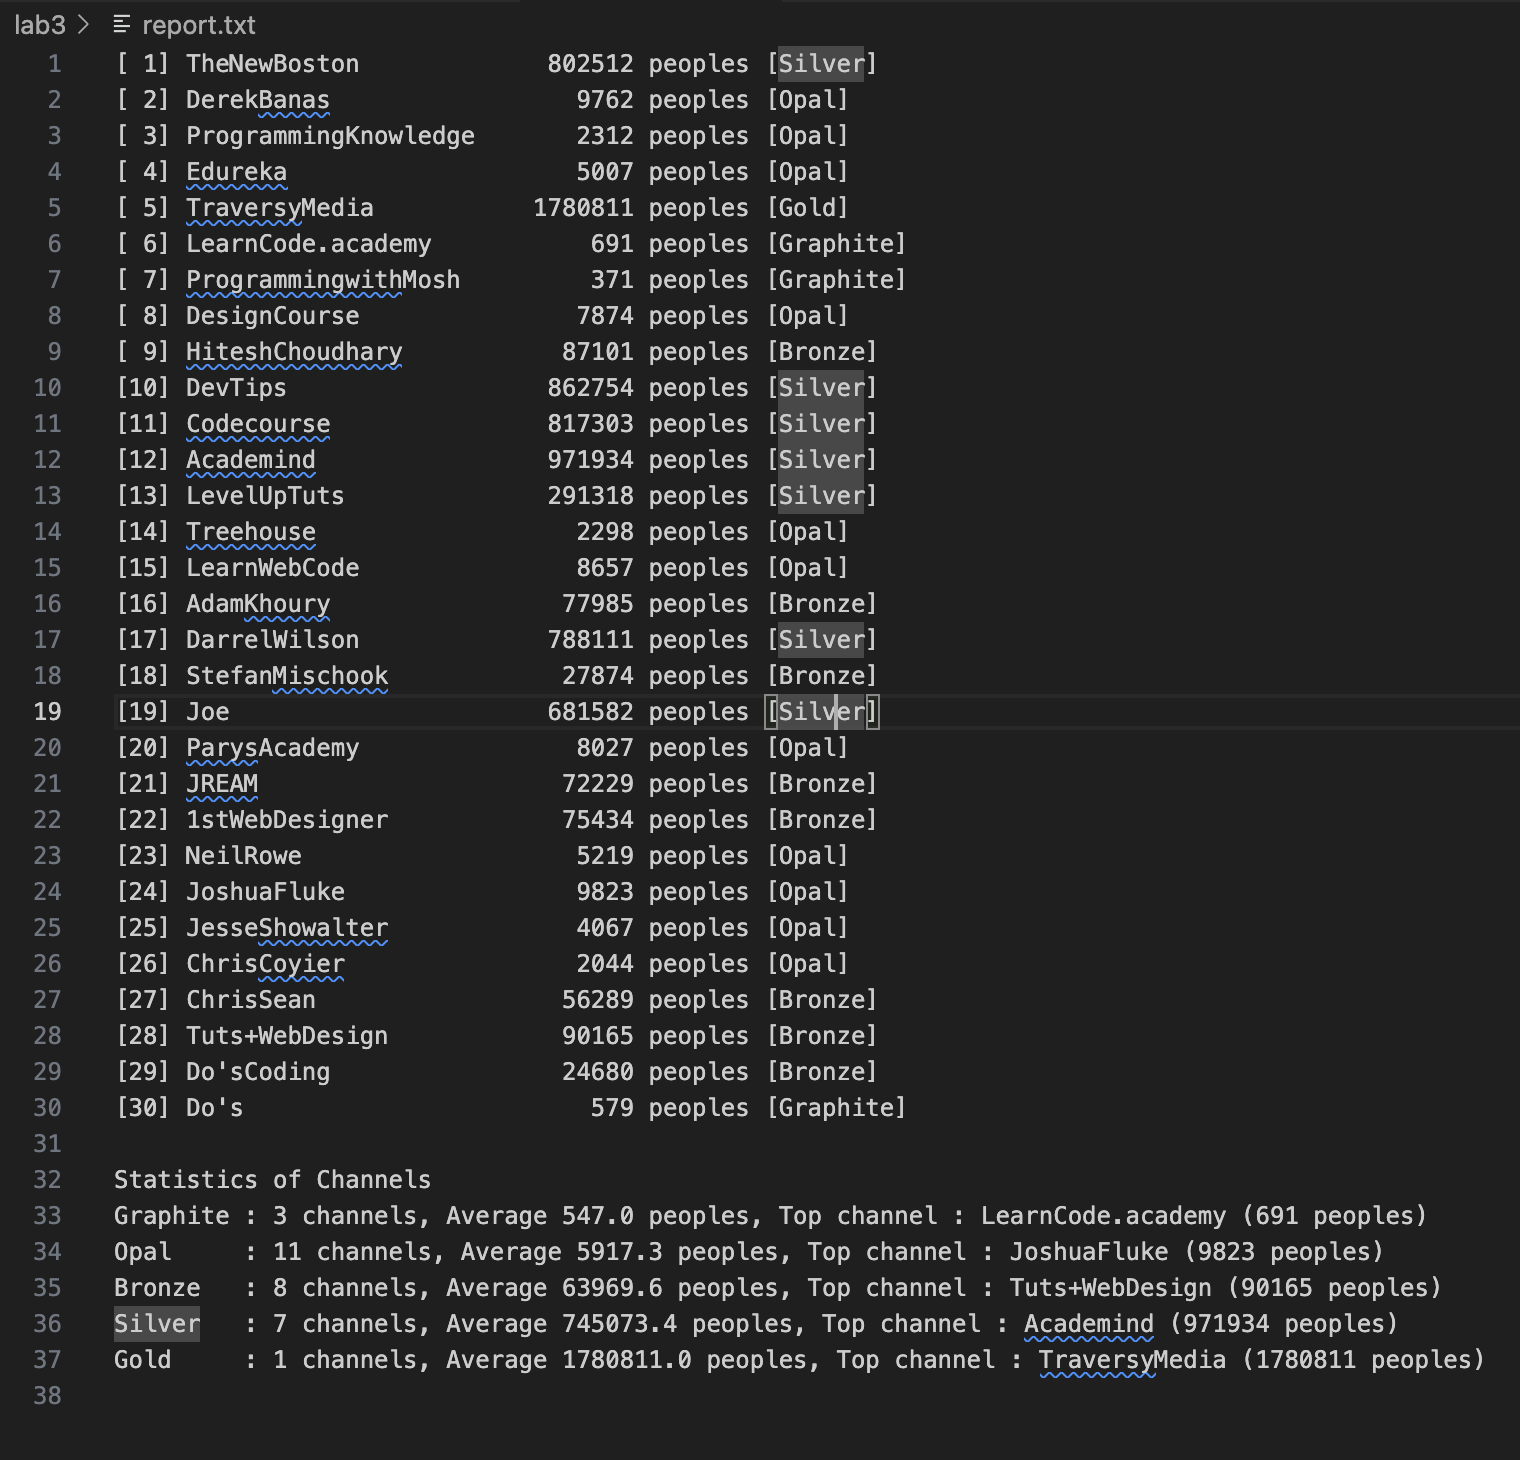 lab3 > report.txt
1 [ 1] TheNewBoston             802512 peoples [Silver]
2 [ 2] DerekBanas                 9762 peoples [Opal]
3 [ 3] ProgrammingKnowledge       2312 peoples [Opal]
4 [ 4] Edureka                    5007 peoples [Opal]
5 [ 5] TraversyMedia           1780811 peoples [Gold]
6 [ 6] LearnCode.academy           691 peoples [Graphite]
7 [ 7] ProgrammingwithMosh         371 peoples [Graphite]
8 [ 8] DesignCourse               7874 peoples [Opal]
9 [ 9] HiteshChoudhary           87101 peoples [Bronze]
10 [10] DevTips                  862754 peoples [Silver]
11 [11] Codecourse               817303 peoples [Silver]
12 [12] Academind                971934 peoples [Silver]
13 [13] LevelUpTuts              291318 peoples [Silver]
14 [14] Treehouse                  2298 peoples [Opal]
15 [15] LearnWebCode               8657 peoples [Opal]
16 [16] AdamKhoury                77985 peoples [Bronze]
17 [17] DarrelWilson             788111 peoples [Silver]
18 [18] StefanMischook            27874 peoples [Bronze]
19 [19] Joe                      681582 peoples [Silver]
20 [20] ParysAcademy               8027 peoples [Opal]
21 [21] JREAM                     72229 peoples [Bronze]
22 [22] 1stWebDesigner            75434 peoples [Bronze]
23 [23] NeilRowe                   5219 peoples [Opal]
24 [24] JoshuaFluke                9823 peoples [Opal]
25 [25] JesseShowalter             4067 peoples [Opal]
26 [26] ChrisCoyier                2044 peoples [Opal]
27 [27] ChrisSean                 56289 peoples [Bronze]
28 [28] Tuts+WebDesign            90165 peoples [Bronze]
29 [29] Do'sCoding                24680 peoples [Bronze]
30 [30] Do's                        579 peoples [Graphite]
31
32 Statistics of Channels
33 Graphite : 3 channels, Average 547.0 peoples, Top channel : LearnCode.academy (691 peoples)
34 Opal     : 11 channels, Average 5917.3 peoples, Top channel : JoshuaFluke (9823 peoples)
35 Bronze   : 8 channels, Average 63969.6 peoples, Top channel : Tuts+WebDesign (90165 peoples)
36 Silver   : 7 channels, Average 745073.4 peoples, Top channel : Academind (971934 peoples)
37 Gold     : 1 channels, Average 1780811.0 peoples, Top channel : TraversyMedia (1780811 peoples)
38